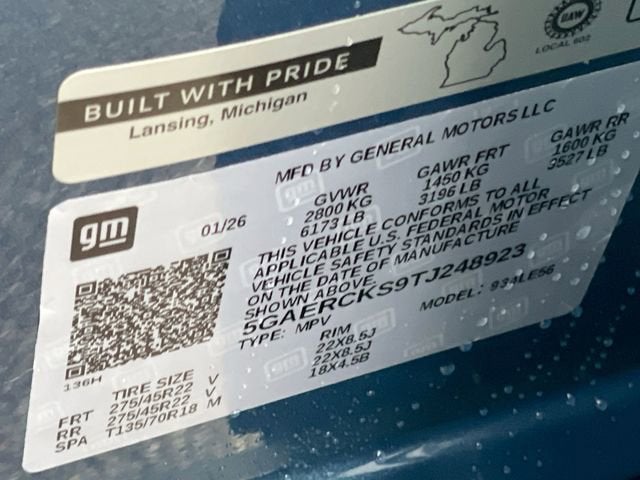 BUILT WITH PRIDE
Lansing, Michigan
UAW
LOCAL 602
gm
01/26
MFD BY GENERAL MOTORS LLC
GVWR GAWR FRT GAWR RR
2800 KG 1450 KG 1600 KG
6173 LB 3196 LB 3527 LB
THIS VEHICLE CONFORMS TO ALL
APPLICABLE U.S. FEDERAL MOTOR
VEHICLE SAFETY STANDARDS IN EFFECT
ON THE DATE OF MANUFACTURE
SHOWN ABOVE.
5GAERCKS9TJ248923
TYPE: MPV MODEL: 934LE56
136H
TIRE SIZE RIM
FRT 275/45R22 V 22X8.5J
RR 275/45R22 V 22X8.5J
SPA T135/70R18 M 18X4.5B